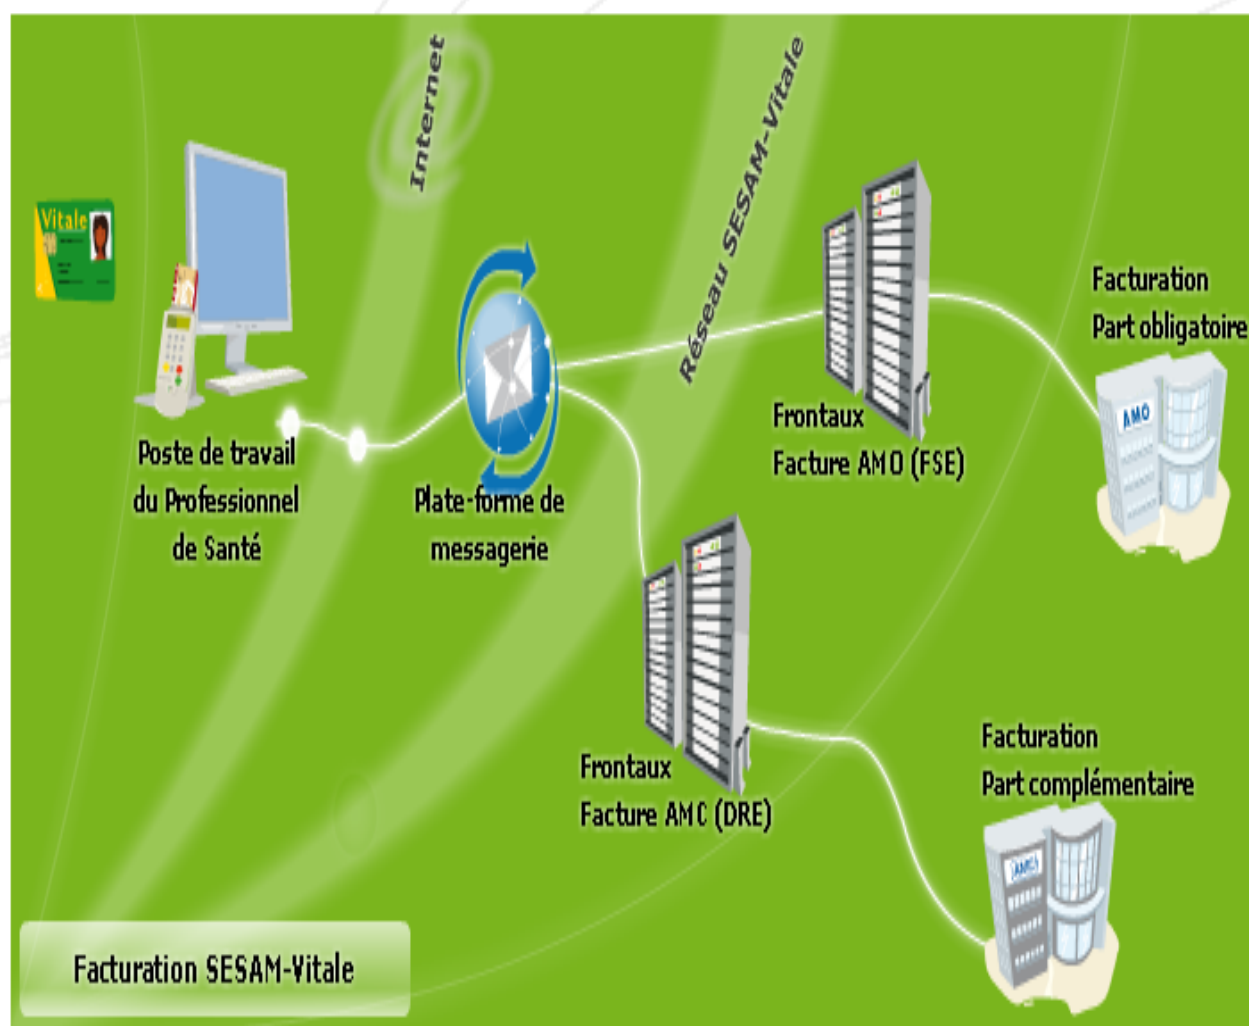 Internet
Réseau SESAM-Vitale
Vitale
Poste de travail
du Professionnel
de Santé
Plate-forme de
messagerie
Frontaux
Facture AMO (FSE)
Facturation
Part obligatoire
AMO
Frontaux
Facture AMC (DRE)
Facturation
Part complémentaire
Facturation SESAM-Vitale